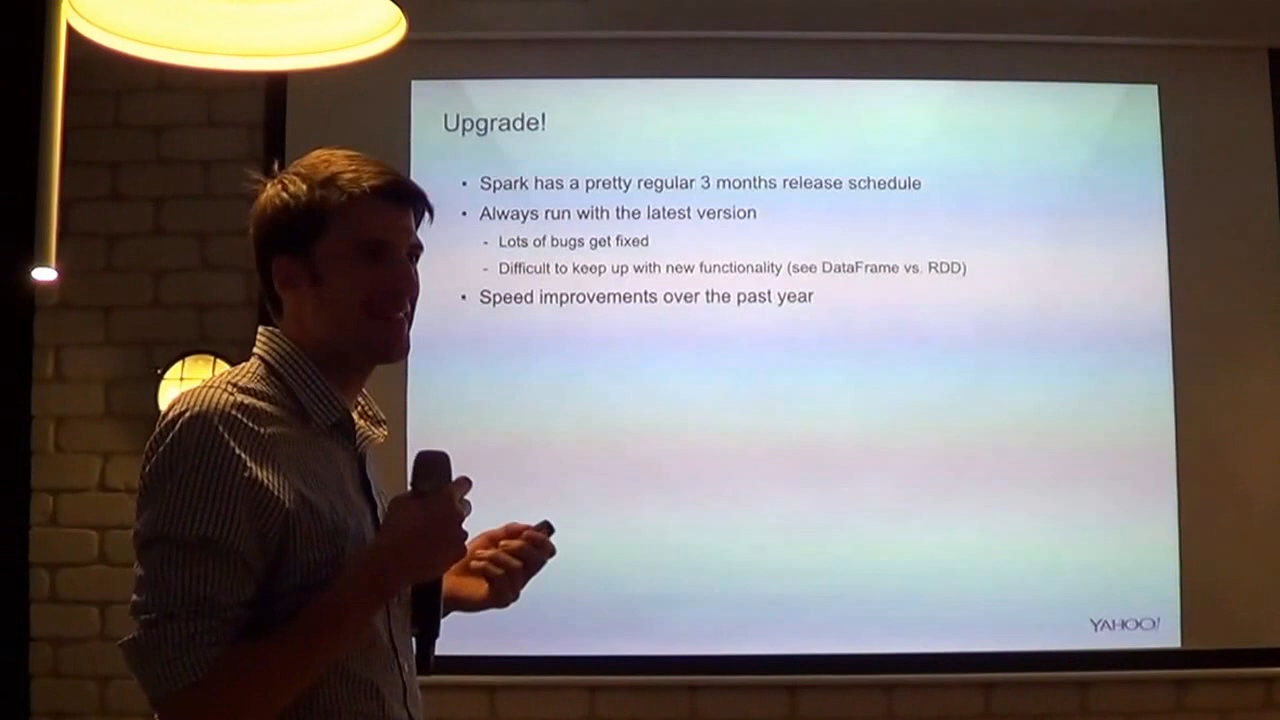 Upgrade!
• Spark has a pretty regular 3 months release schedule
• Always run with the latest version
- Lots of bugs get fixed
- Difficult to keep up with new functionality (see DataFrame vs. RDD)
• Speed improvements over the past year
YAHOO!